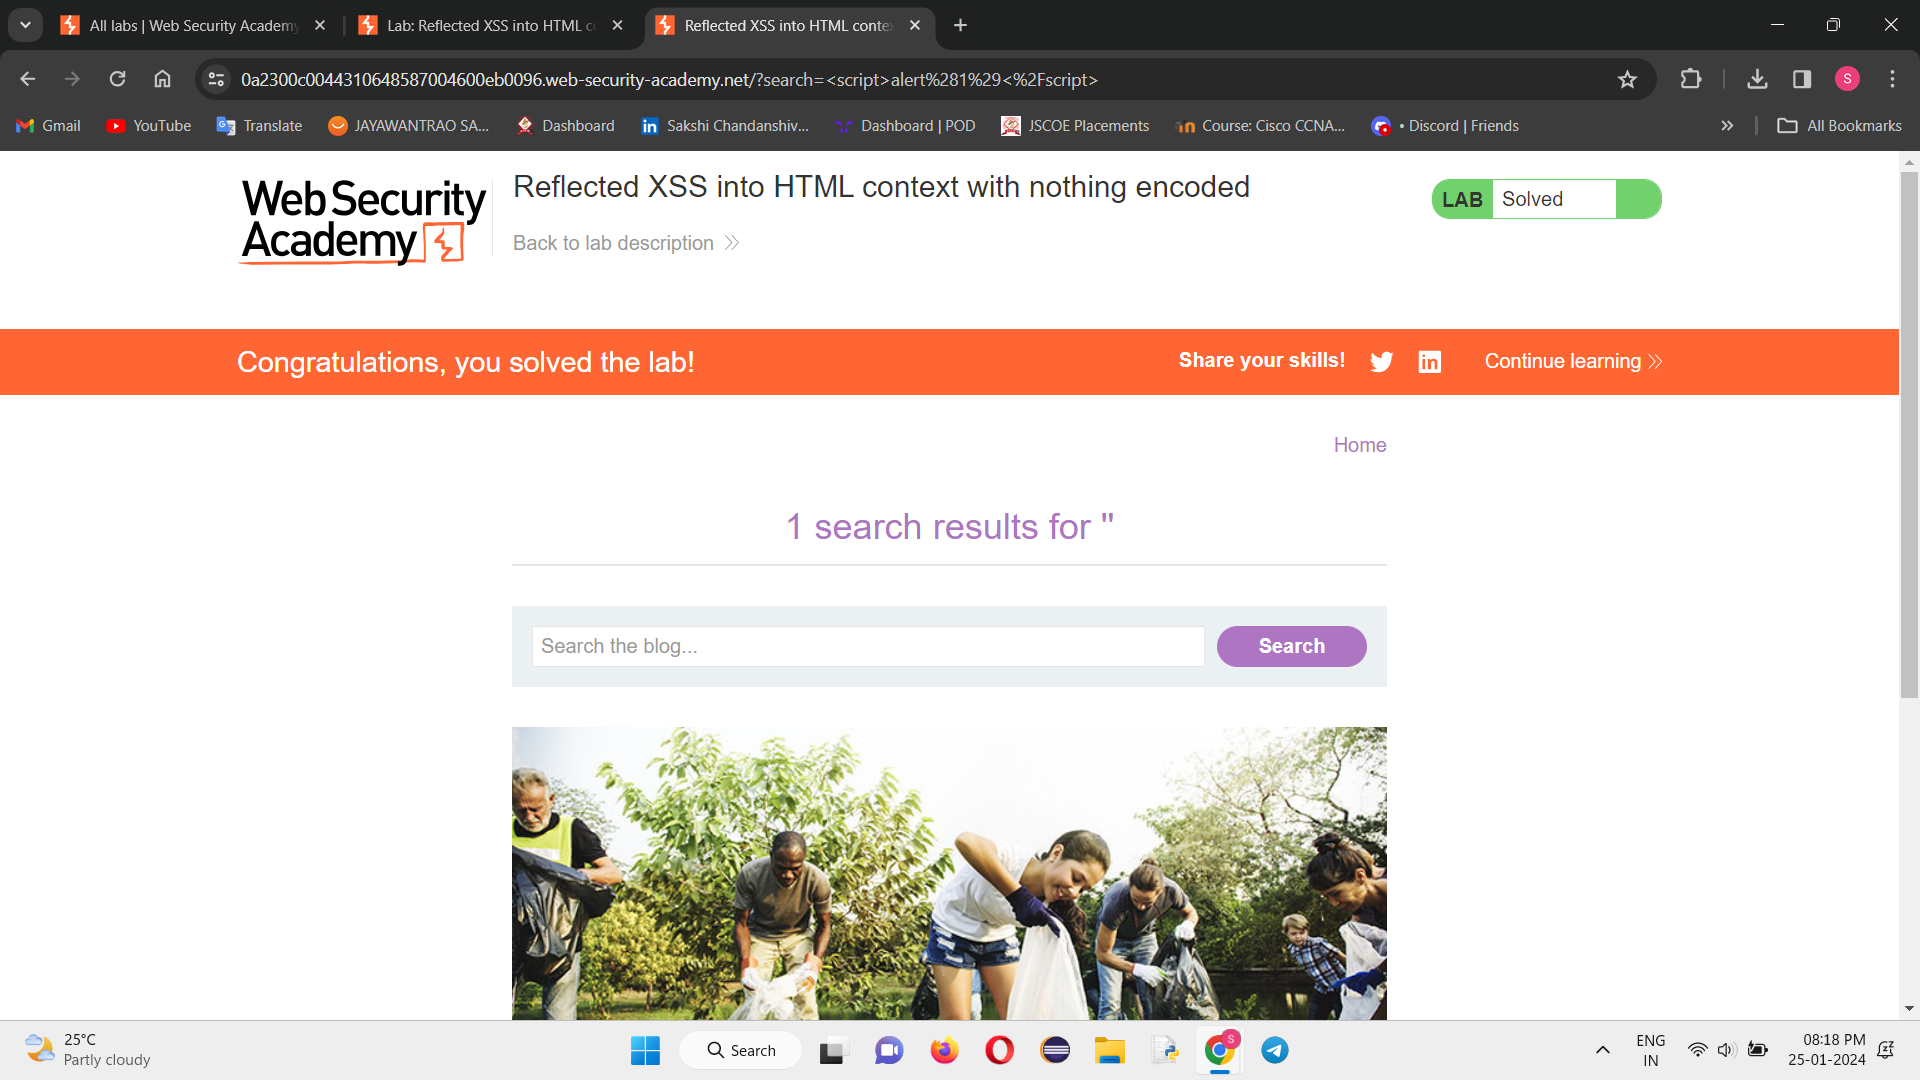 All labs | Web Security Academy
Lab: Reflected XSS into HTML c
Reflected XSS into HTML conte
0a2300c0044310648587004600eb0096.web-security-academy.net/?search=<script>alert%281%29<%2Fscript>
S
Gmail
YouTube
Translate
JAYAWANTRAO SA...
Dashboard
Sakshi Chandanshiv...
Dashboard | POD
JSCOE Placements
Course: Cisco CCNA...
• Discord | Friends
All Bookmarks
Web Security
Academy
Reflected XSS into HTML context with nothing encoded
Back to lab description
LAB Solved
Congratulations, you solved the lab!
Share your skills!
Continue learning
Home
1 search results for ''
Search the blog...
Search
25°C
Partly cloudy
Search
S
ENG
IN
08:18 PM
25-01-2024